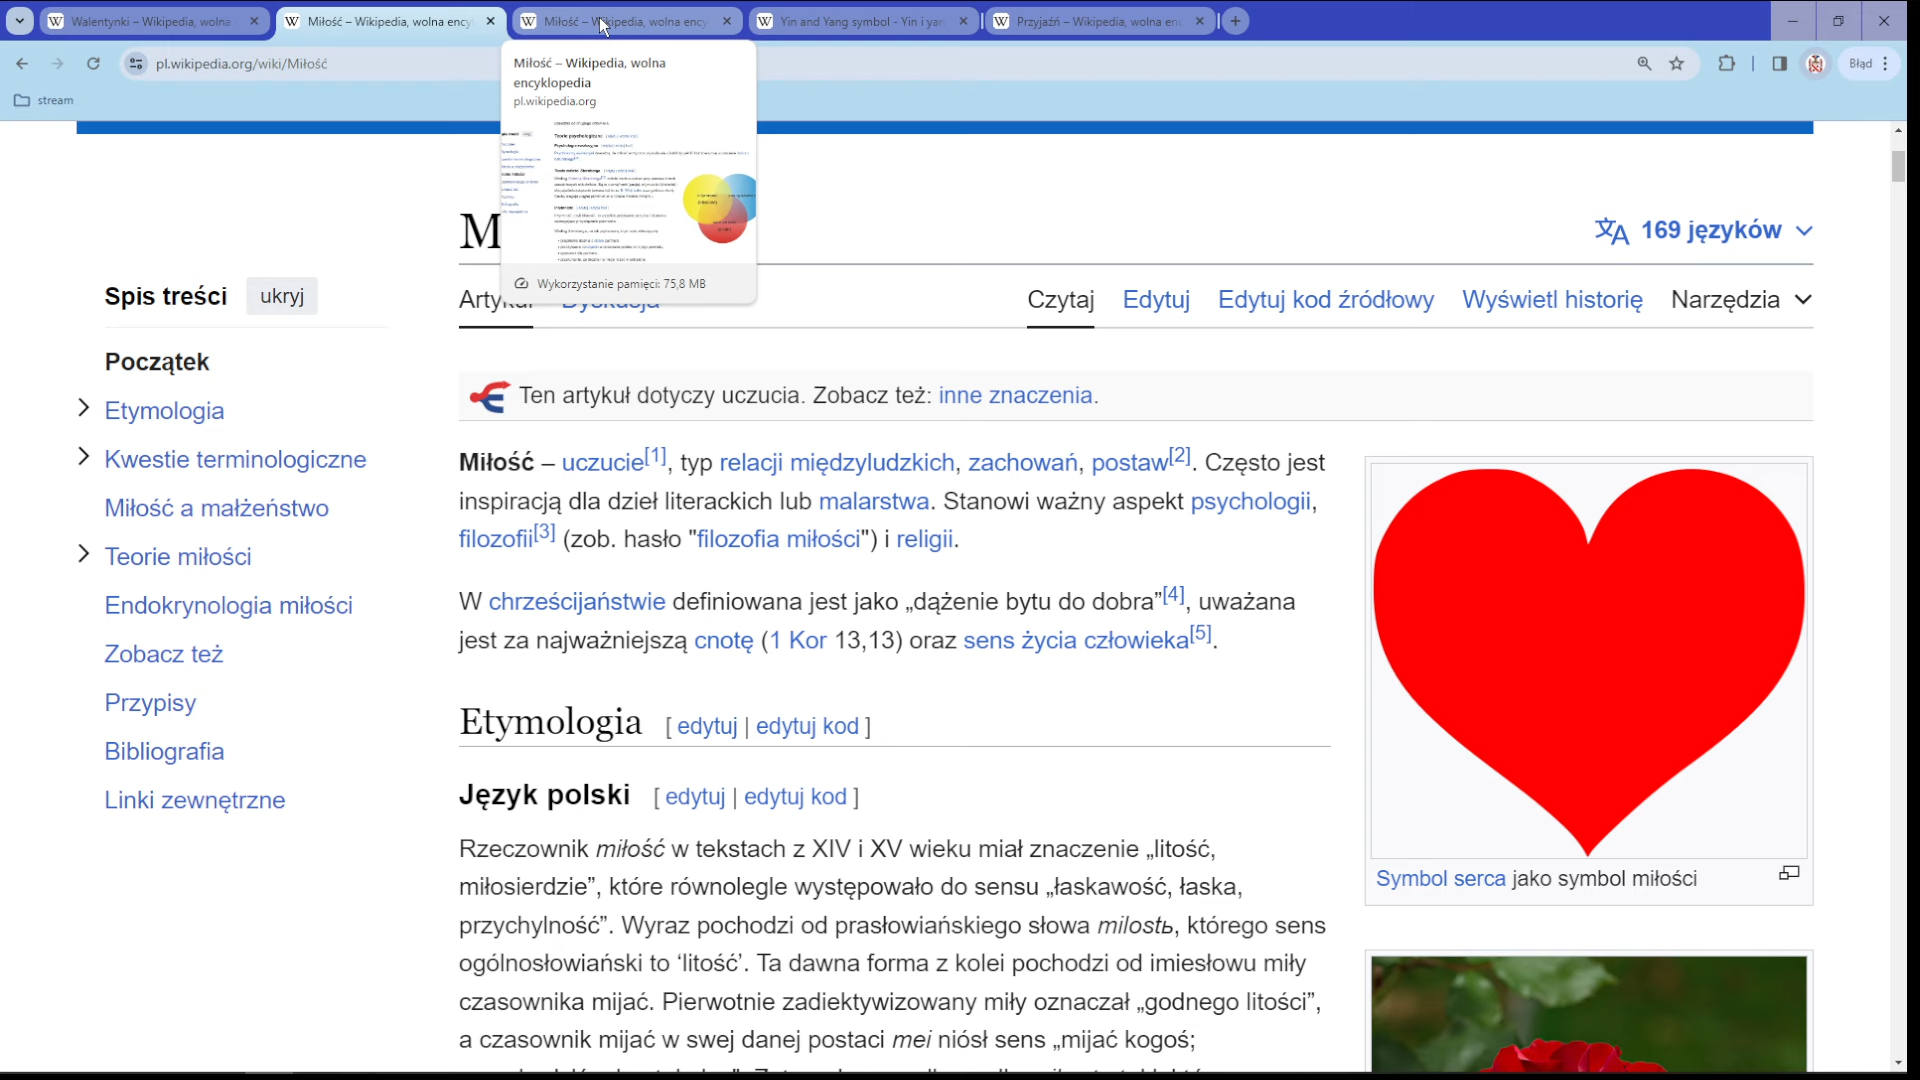 Walentynki – Wikipedia, wolna
Miłość – Wikipedia, wolna ency
Miłość – Wikipedia, wolna ency
Yin and Yang symbol - Yin i yan
Przyjaźń – Wikipedia, wolna en
pl.wikipedia.org/wiki/Miłość
Błąd
stream
Miłość – Wikipedia, wolna
encyklopedia
pl.wikipedia.org
Teorie psychologiczne
Wykorzystanie pamięci: 75,8 MB
M
169 języków
Spis treści ukryj
Artykuł Dyskusja Czytaj Edytuj Edytuj kod źródłowy Wyświetl historię Narzędzia
Początek
Etymologia
Kwestie terminologiczne
Miłość a małżeństwo
Teorie miłości
Endokrynologia miłości
Zobacz też
Przypisy
Bibliografia
Linki zewnętrzne
Ten artykuł dotyczy uczucia. Zobacz też: inne znaczenia.
Miłość – uczucie[1], typ relacji międzyludzkich, zachowań, postaw[2]. Często jest
inspiracją dla dzieł literackich lub malarstwa. Stanowi ważny aspekt psychologii,
filozofii[3] (zob. hasło "filozofia miłości") i religii.
W chrześcijaństwie definiowana jest jako „dążenie bytu do dobra”[4], uważana
jest za najważniejszą cnotę (1 Kor 13,13) oraz sens życia człowieka[5].
Etymologia [ edytuj | edytuj kod ]
Język polski [ edytuj | edytuj kod ]
Rzeczownik miłość w tekstach z XIV i XV wieku miał znaczenie „litość,
miłosierdzie”, które równolegle występowało do sensu „łaskawość, łaska,
przychylność”. Wyraz pochodzi od prasłowiańskiego słowa milostь, którego sens
ogólnosłowiański to ‘litość’. Ta dawna forma z kolei pochodzi od imiesłowu miły
czasownika mijać. Pierwotnie zadiektywizowany miły oznaczał „godnego litości”,
a czasownik mijać w swej danej postaci mei niósł sens „mijać kogoś;
Symbol serca jako symbol miłości